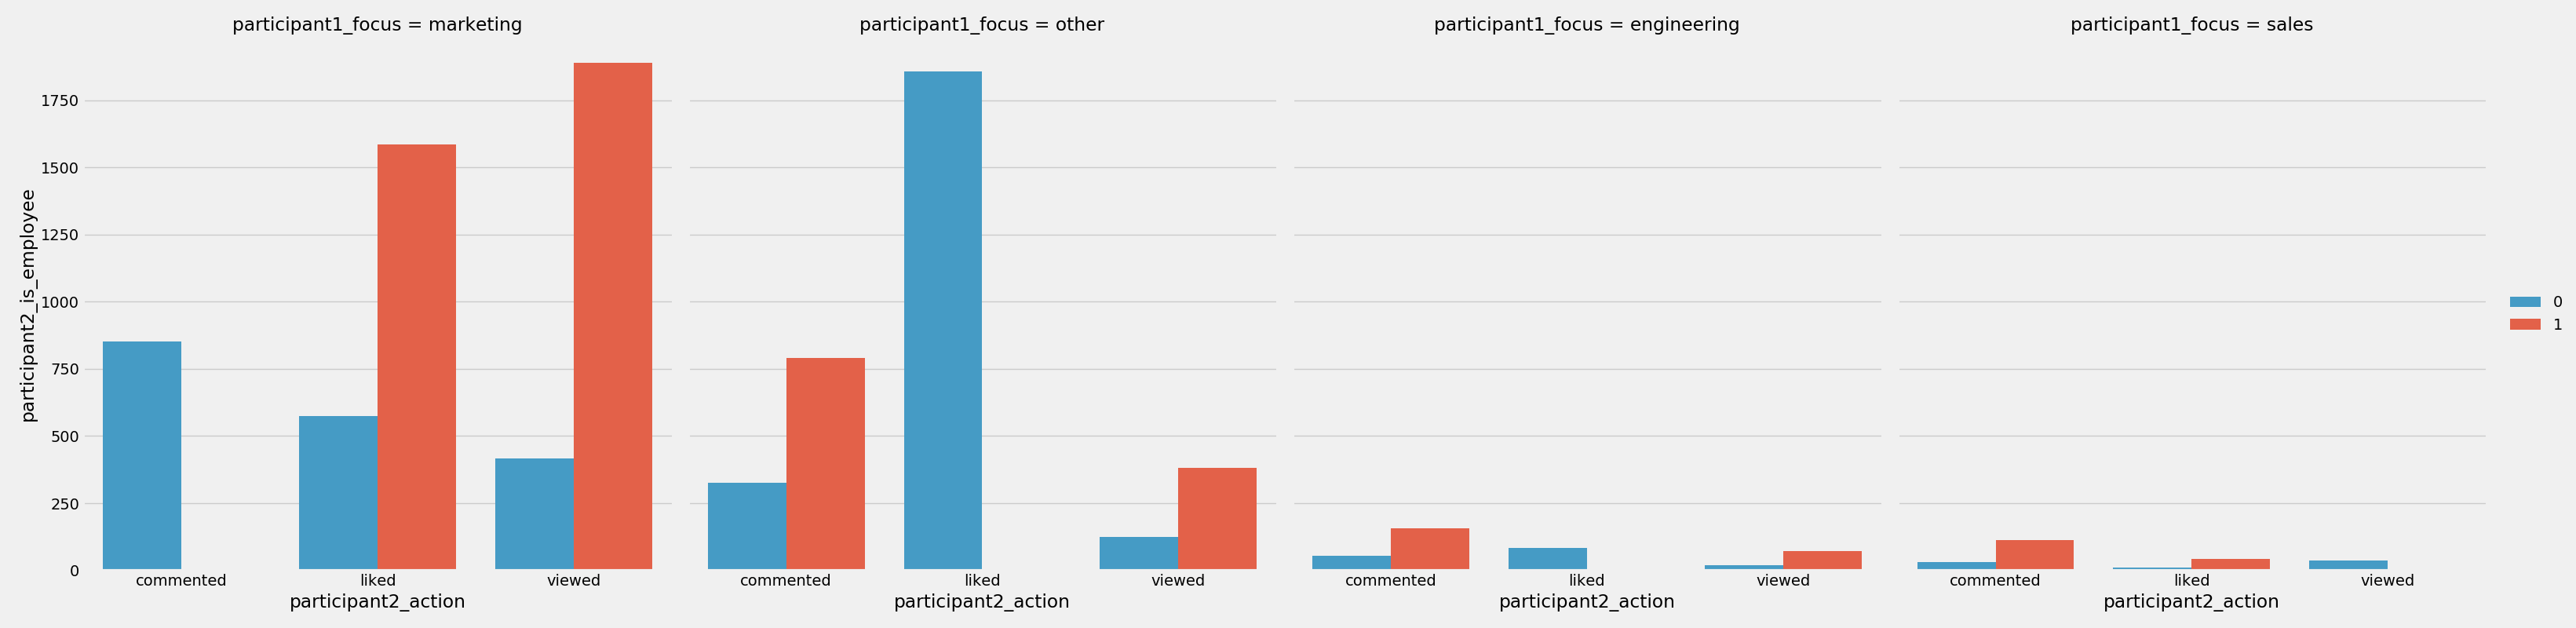 participant1_focus = marketing
participant1_focus = other
participant1_focus = engineering
participant1_focus = sales
participant2_is_employee
1750
1500
1250
1000
750
500
250
0
commented liked viewed
commented liked viewed
commented liked viewed
commented liked viewed
participant2_action
participant2_action
participant2_action
participant2_action
0
1